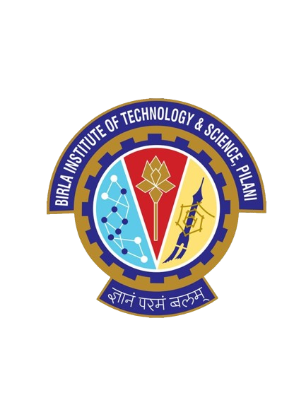 BIRLA INSTITUTE OF TECHNOLOGY & SCIENCE, PILANI
ज्ञानं परमं बलम्